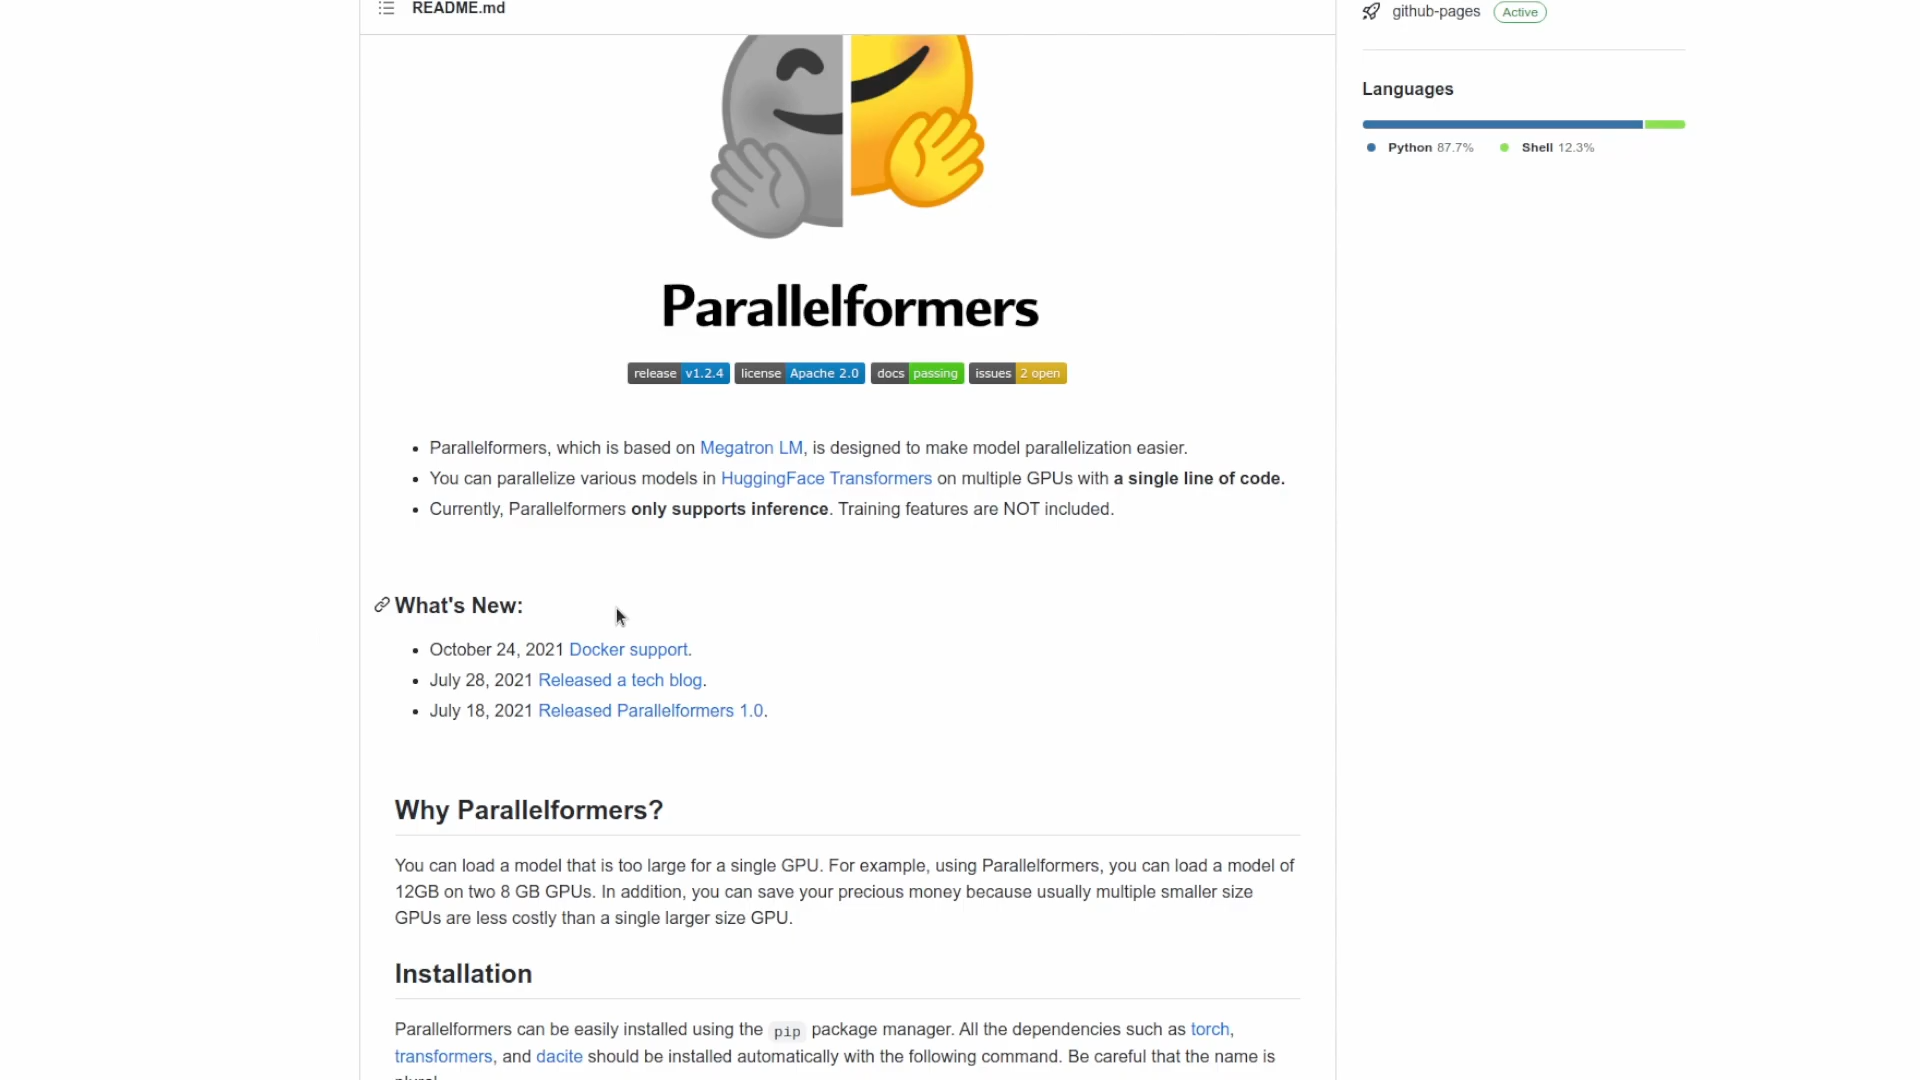 README.md
github-pages Active
Languages
Python 87.7% Shell 12.3%
Parallelformers
release v1.2.4 license Apache 2.0 docs passing issues 2 open
Parallelformers, which is based on Megatron LM, is designed to make model parallelization easier.
You can parallelize various models in HuggingFace Transformers on multiple GPUs with a single line of code.
Currently, Parallelformers only supports inference. Training features are NOT included.
What's New:
October 24, 2021 Docker support.
July 28, 2021 Released a tech blog.
July 18, 2021 Released Parallelformers 1.0.
Why Parallelformers?
You can load a model that is too large for a single GPU. For example, using Parallelformers, you can load a model of
12GB on two 8 GB GPUs. In addition, you can save your precious money because usually multiple smaller size
GPUs are less costly than a single larger size GPU.
Installation
Parallelformers can be easily installed using the pip package manager. All the dependencies such as torch,
transformers, and dacite should be installed automatically with the following command. Be careful that the name is